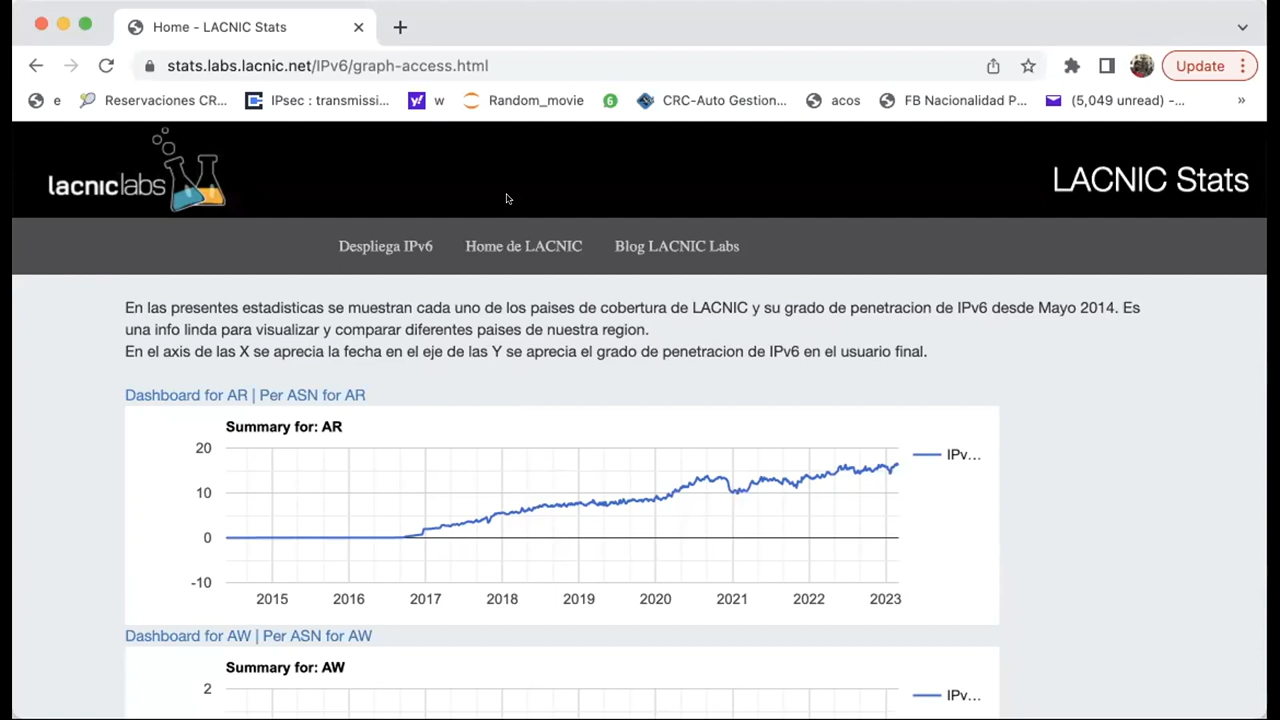 Home - LACNIC Stats
stats.labs.lacnic.net/IPv6/graph-access.html
Update
e
Reservaciones CR...
IPsec : transmissi...
w
Random_movie
6
CRC-Auto Gestion...
acos
FB Nacionalidad P...
(5,049 unread) -...
»
lacniclabs
LACNIC Stats
Despliega IPv6
Home de LACNIC
Blog LACNIC Labs
En las presentes estadisticas se muestran cada uno de los paises de cobertura de LACNIC y su grado de penetracion de IPv6 desde Mayo 2014. Es
una info linda para visualizar y comparar diferentes paises de nuestra region.
En el axis de las X se aprecia la fecha en el eje de las Y se aprecia el grado de penetracion de IPv6 en el usuario final.
Dashboard for AR | Per ASN for AR
Summary for: AR
20
10
0
-10
IPv...
2015 2016 2017 2018 2019 2020 2021 2022 2023
Dashboard for AW | Per ASN for AW
Summary for: AW
2
IPv...